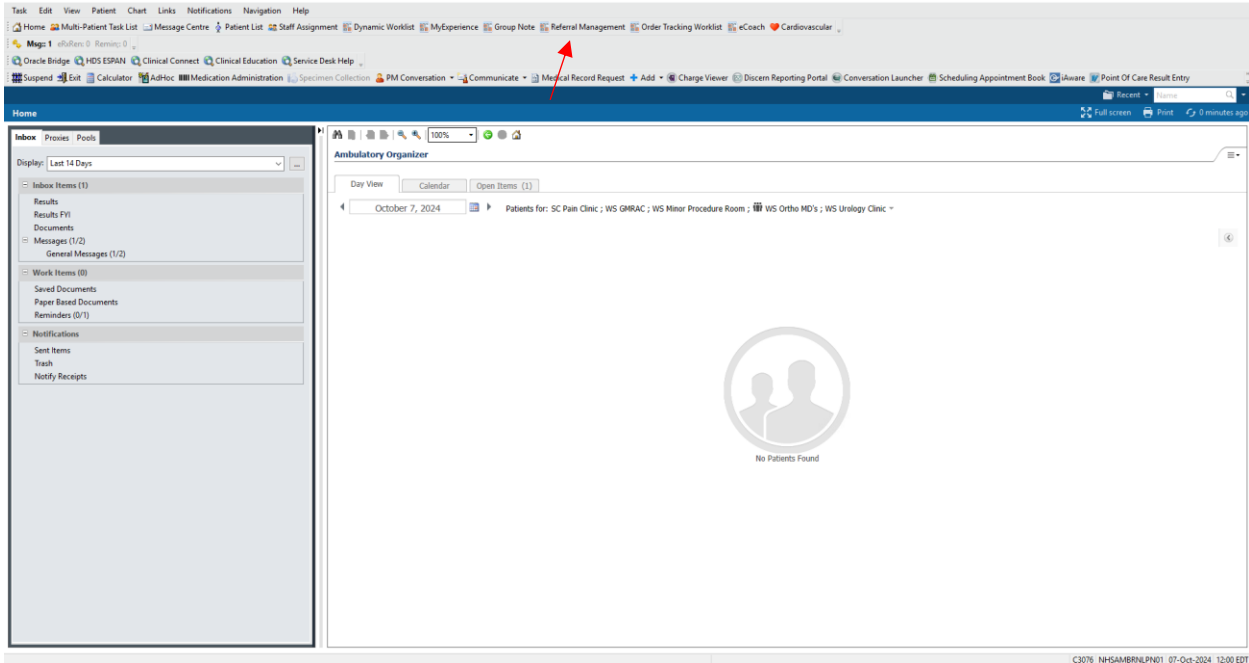 Task Edit View Patient Chart Links Notifications Navigation Help
Home Multi-Patient Task List Message Centre Patient List Staff Assignment Dynamic Worklist MyExperience Group Note Referral Management Order Tracking Worklist eCoach Cardiovascular
Msg: 1 eRxRen: 0 Remin: 0
Oracle Bridge HDS ESPAN Clinical Connect Clinical Education Service Desk Help
Suspend Exit Calculator AdHoc Medication Administration Specimen Collection PM Conversation Communicate Medical Record Request Add Charge Viewer Discern Reporting Portal Conversation Launcher Scheduling Appointment Book iAware Point Of Care Result Entry
Recent Name
Home Full screen Print 0 minutes ago
Inbox Proxies Pools
100%
Display: Last 14 Days ...
Ambulatory Organizer
Inbox Items (1)
Day View Calendar Open Items (1)
Results
October 7, 2024 Patients for: SC Pain Clinic ; WS GMRAC ; WS Minor Procedure Room ; WS Ortho MD's ; WS Urology Clinic
Results FYI
Documents
Messages (1/2)
General Messages (1/2)
Work Items (0)
Saved Documents
Paper Based Documents
Reminders (0/1)
Notifications
Sent Items
Trash
Notify Receipts
No Patients Found
C3076 NHSAMBRNLPN01 07-Oct-2024 12:00 EDT